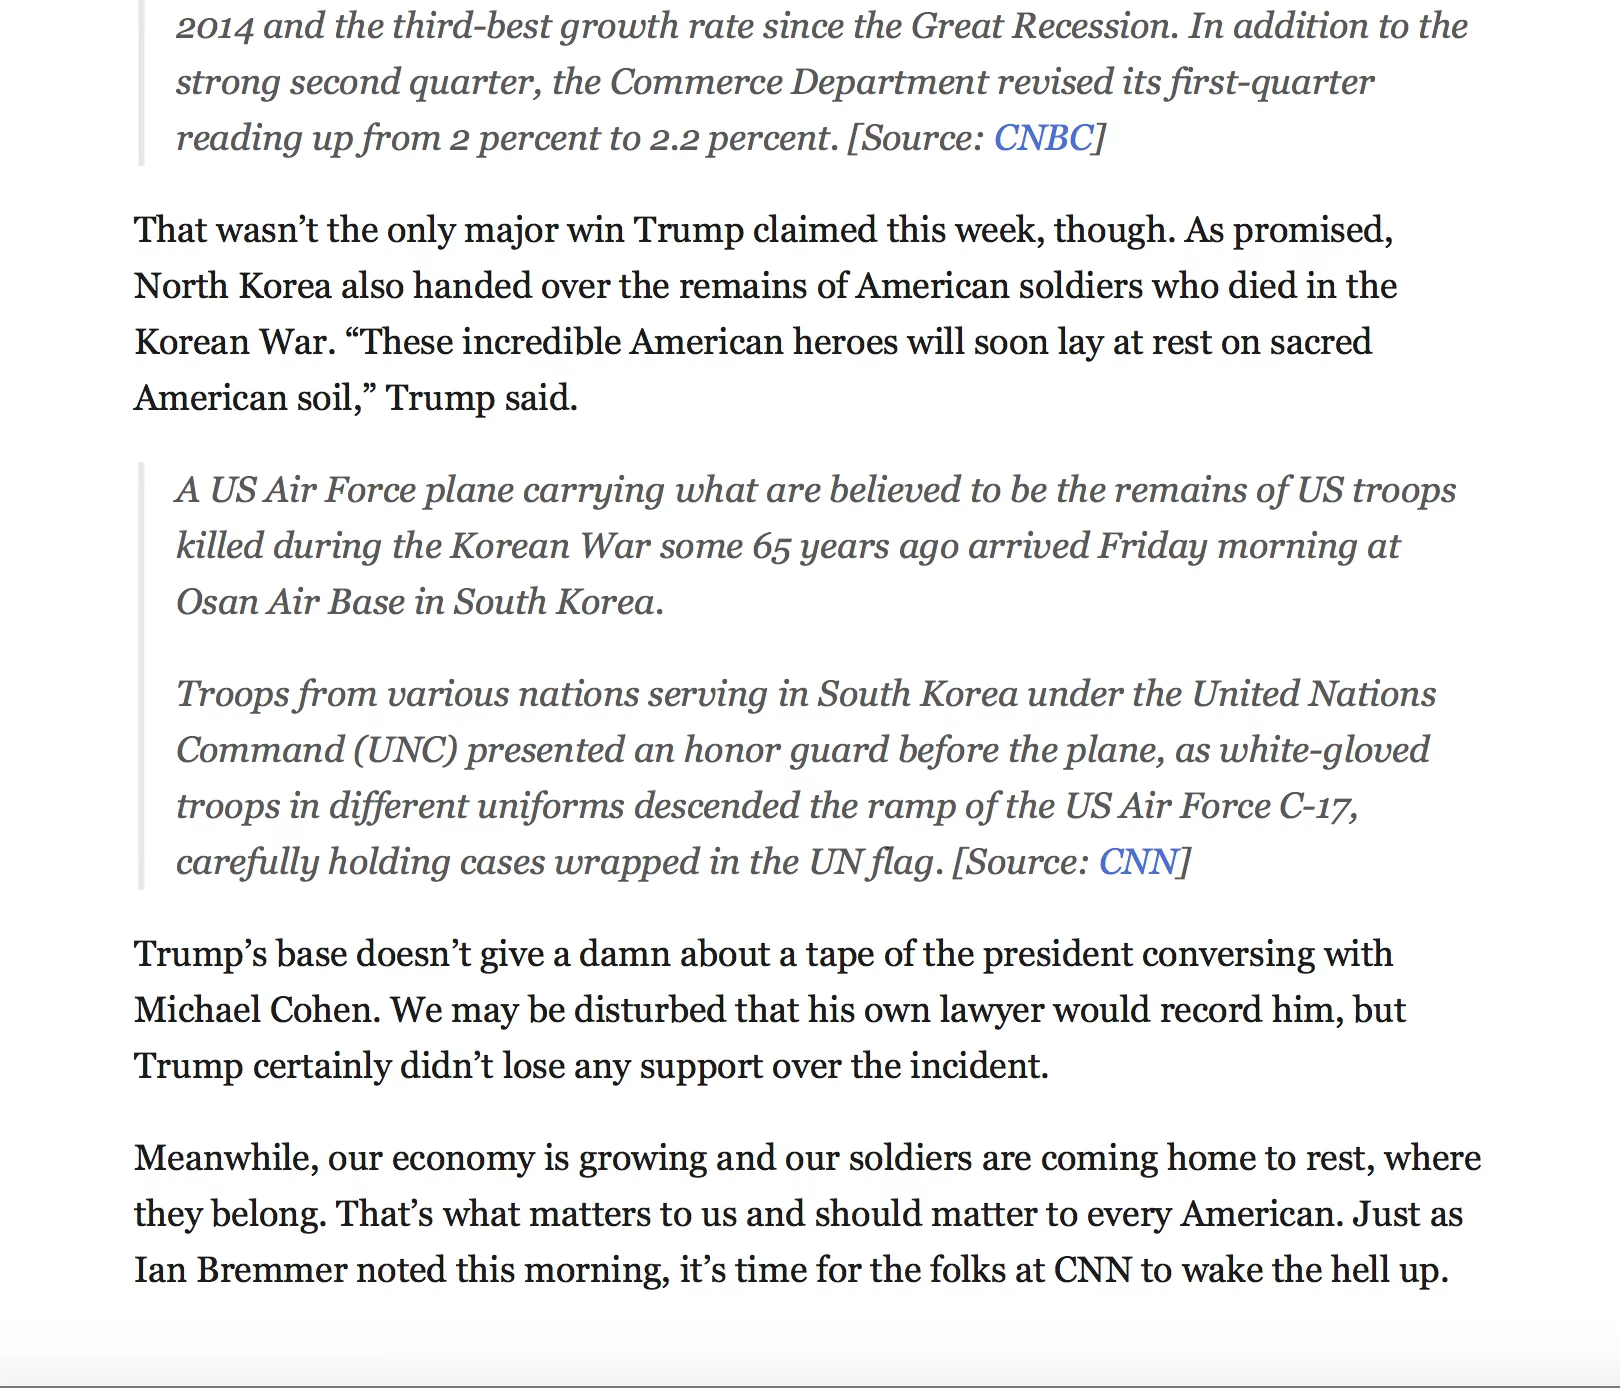 2014 and the third-best growth rate since the Great Recession. In addition to the
strong second quarter, the Commerce Department revised its first-quarter
reading up from 2 percent to 2.2 percent. [Source: CNBC]
That wasn’t the only major win Trump claimed this week, though. As promised,
North Korea also handed over the remains of American soldiers who died in the
Korean War. “These incredible American heroes will soon lay at rest on sacred
American soil,” Trump said.
A US Air Force plane carrying what are believed to be the remains of US troops
killed during the Korean War some 65 years ago arrived Friday morning at
Osan Air Base in South Korea.
Troops from various nations serving in South Korea under the United Nations
Command (UNC) presented an honor guard before the plane, as white-gloved
troops in different uniforms descended the ramp of the US Air Force C-17,
carefully holding cases wrapped in the UN flag. [Source: CNN]
Trump’s base doesn’t give a damn about a tape of the president conversing with
Michael Cohen. We may be disturbed that his own lawyer would record him, but
Trump certainly didn’t lose any support over the incident.
Meanwhile, our economy is growing and our soldiers are coming home to rest, where
they belong. That’s what matters to us and should matter to every American. Just as
Ian Bremmer noted this morning, it’s time for the folks at CNN to wake the hell up.